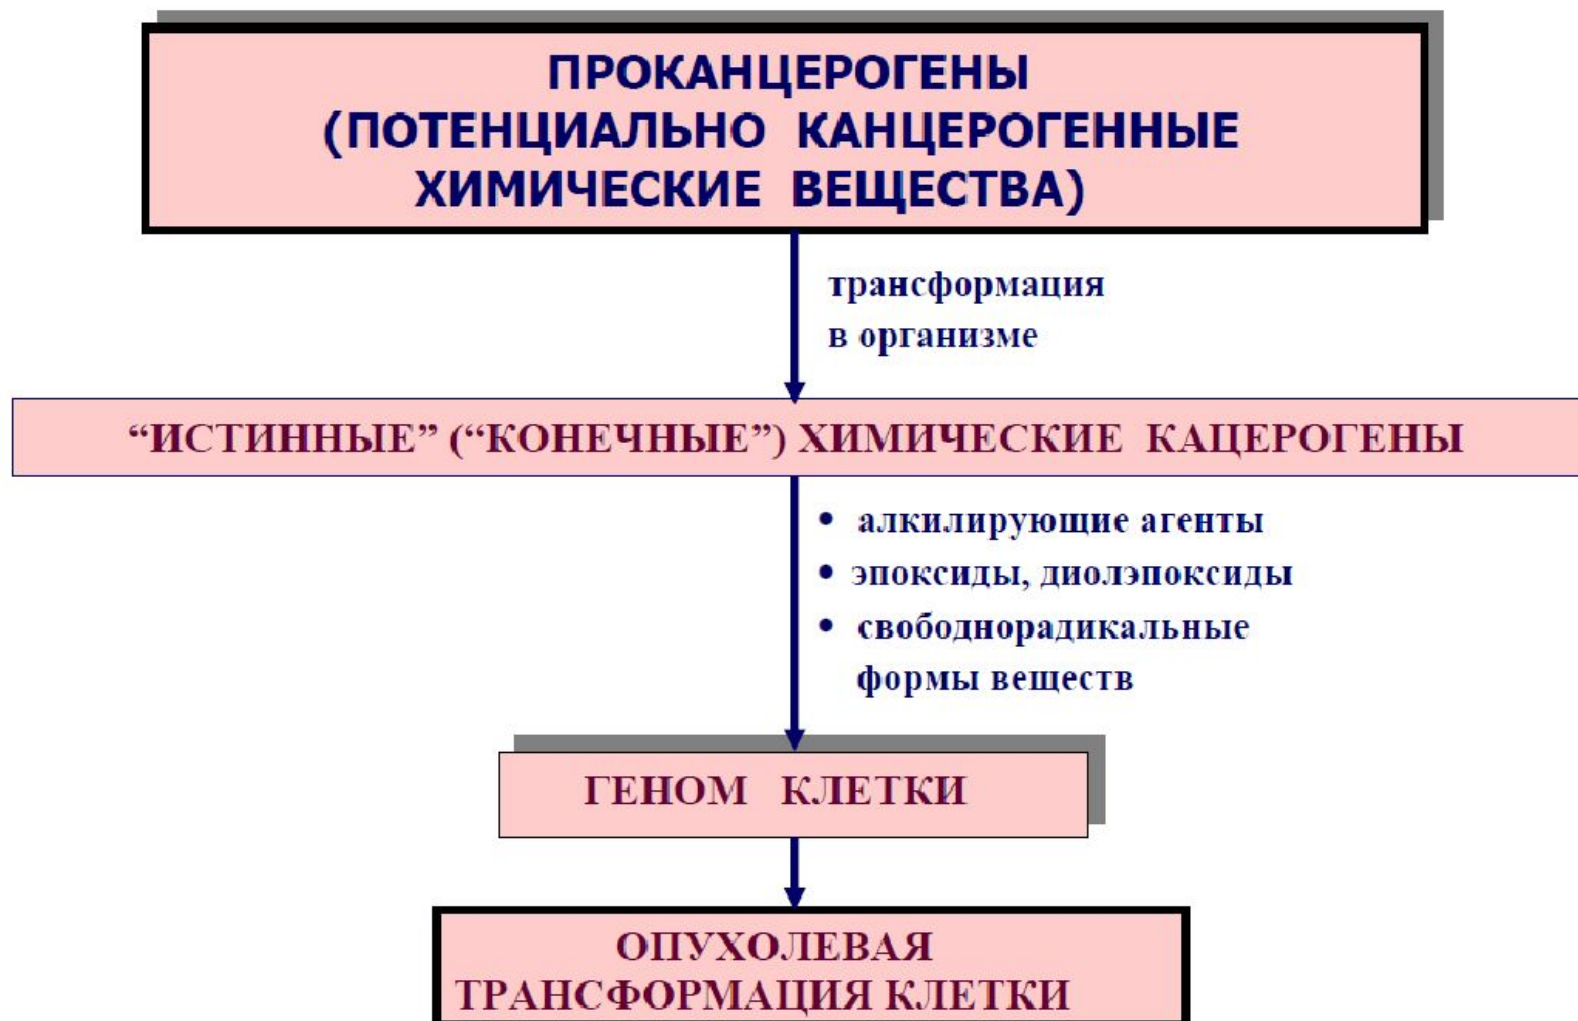 ПРОКАНЦЕРОГЕНЫ
(ПОТЕНЦИАЛЬНО КАНЦЕРОГЕННЫЕ
ХИМИЧЕСКИЕ ВЕЩЕСТВА)
трансформация
в организме
“ИСТИННЫЕ” (“КОНЕЧНЫЕ”) ХИМИЧЕСКИЕ КАЦЕРОГЕНЫ
• алкилирующие агенты
• эпоксиды, диолэпоксиды
• свободнорадикальные
формы веществ
ГЕНОМ КЛЕТКИ
ОПУХОЛЕВАЯ
ТРАНСФОРМАЦИЯ КЛЕТКИ